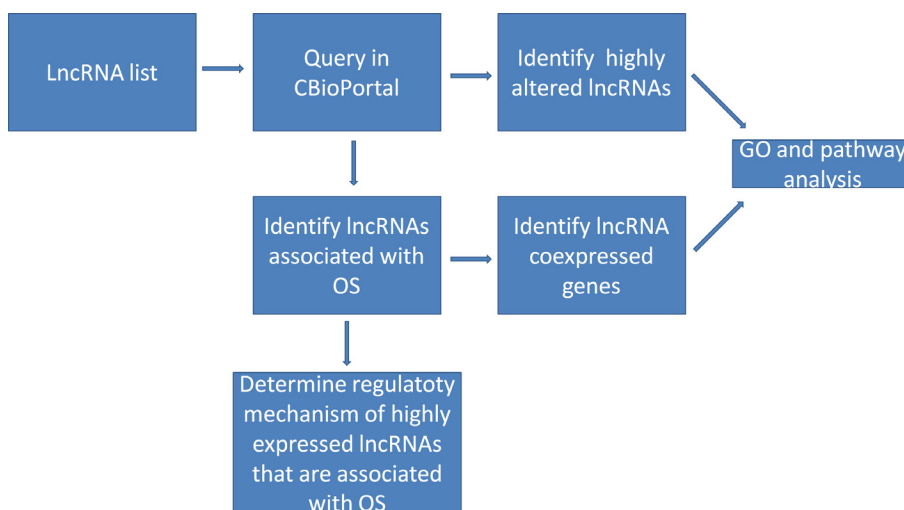 LncRNA list
Query in
CBioPortal
Identify  highly
altered lncRNAs
GO and pathway
analysis
Identify lncRNAs
associated with
OS
Identify lncRNA
coexpressed
genes
Determine regulatoty
mechanism of highly
expressed lncRNAs
that are associated
with OS